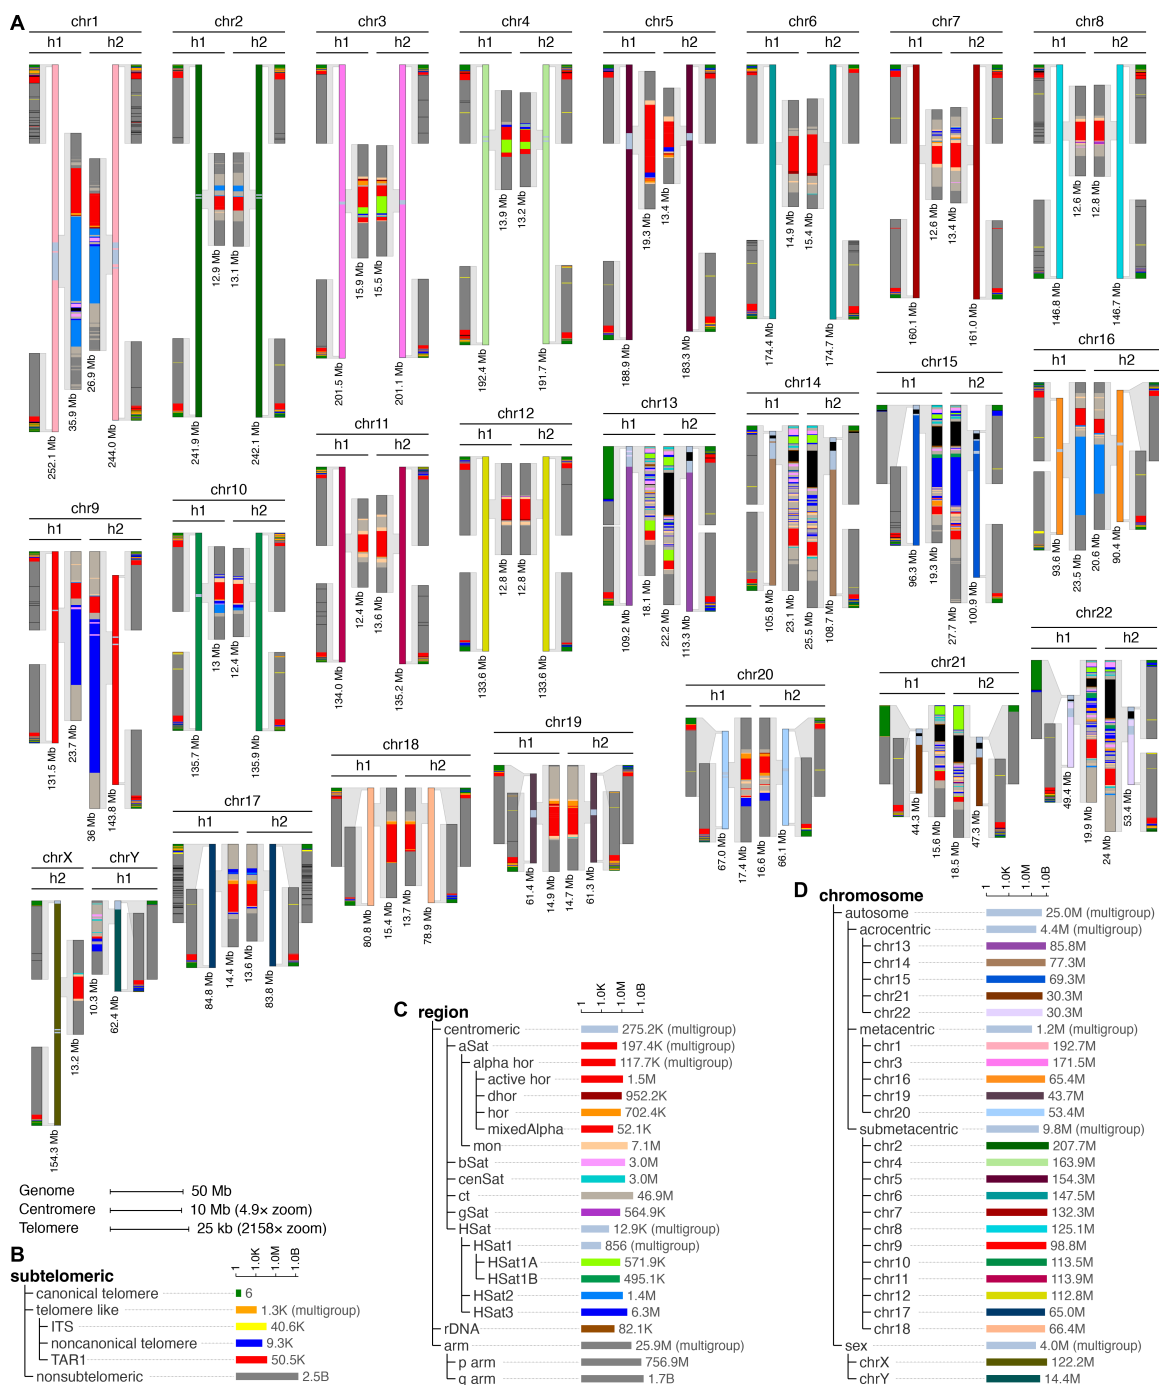 A
chr1 chr2 chr3 chr4 chr5 chr6 chr7 chr8
h1 h2 h1 h2 h1 h2 h1 h2 h1 h2 h1 h2 h1 h2 h1 h2
252.1 Mb 35.9 Mb 26.9 Mb 244.0 Mb
241.9 Mb 12.9 Mb 13.1 Mb 242.1 Mb
201.5 Mb 15.9 Mb 15.5 Mb 201.1 Mb
192.4 Mb 13.9 Mb 13.2 Mb 191.7 Mb
188.9 Mb 19.3 Mb 13.4 Mb 183.3 Mb
174.4 Mb 14.9 Mb 15.4 Mb 174.7 Mb
160.1 Mb 12.6 Mb 13.4 Mb 161.0 Mb
146.8 Mb 12.6 Mb 12.8 Mb 146.7 Mb
chr9
h1 h2
131.5 Mb 23.7 Mb 36 Mb 143.8 Mb
chr10
h1 h2
135.7 Mb 13 Mb 12.4 Mb 135.9 Mb
chr11
h1 h2
134.0 Mb 12.4 Mb 13.6 Mb 135.2 Mb
chr12
h1 h2
133.6 Mb 12.8 Mb 12.8 Mb 133.6 Mb
chr13
h1 h2
109.2 Mb 18.1 Mb 22.2 Mb 113.3 Mb
chr14
h1 h2
105.8 Mb 23.1 Mb 25.5 Mb 108.7 Mb
chr15
h1 h2
96.3 Mb 19.3 Mb 27.7 Mb 100.9 Mb
chr16
h1 h2
93.6 Mb 23.5 Mb 20.6 Mb 90.4 Mb
chr17
h1 h2
84.8 Mb 14.4 Mb 13.6 Mb 83.8 Mb
chr18
h1 h2
80.8 Mb 15.4 Mb 13.7 Mb 78.9 Mb
chr19
h1 h2
61.4 Mb 14.9 Mb 14.7 Mb 61.3 Mb
chr20
h1 h2
67.0 Mb 17.4 Mb 16.6 Mb 66.1 Mb
chr21
h1 h2
44.3 Mb 15.6 Mb 18.5 Mb 47.3 Mb
chr22
h1 h2
49.4 Mb 19.9 Mb 24 Mb 53.4 Mb
chrX chrY
h2 h1
154.3 Mb 13.2 Mb 10.3 Mb 62.4 Mb
Genome 50 Mb
Centromere 10 Mb (4.9× zoom)
Telomere 25 kb (2158× zoom)
B
subtelomeric
1 1.0K 1.0M 1.0B
canonical telomere 6
telomere like 1.3K (multigroup)
ITS 40.6K
noncanonical telomere 9.3K
TAR1 50.5K
nonsubtelomeric 2.5B
C
region
1 1.0K 1.0M 1.0B
centromeric 275.2K (multigroup)
aSat 197.4K (multigroup)
alpha hor 117.7K (multigroup)
active hor 1.5M
dhor 952.2K
hor 702.4K
mixedAlpha 52.1K
mon 7.1M
bSat 3.0M
cenSat 3.0M
ct 46.9M
gSat 564.9K
HSat 12.9K (multigroup)
HSat1 856 (multigroup)
HSat1A 571.9K
HSat1B 495.1K
HSat2 1.4M
HSat3 6.3M
rDNA 82.1K
arm 25.9M (multigroup)
p arm 756.9M
q arm 1.7B
D
chromosome
1 1.0K 1.0M 1.0B
autosome 25.0M (multigroup)
acrocentric 4.4M (multigroup)
chr13 85.8M
chr14 77.3M
chr15 69.3M
chr21 30.3M
chr22 30.3M
metacentric 1.2M (multigroup)
chr1 192.7M
chr3 171.5M
chr16 65.4M
chr19 43.7M
chr20 53.4M
submetacentric 9.8M (multigroup)
chr2 207.7M
chr4 163.9M
chr5 154.3M
chr6 147.5M
chr7 132.3M
chr8 125.1M
chr9 98.8M
chr10 113.5M
chr11 113.9M
chr12 112.8M
chr17 65.0M
chr18 66.4M
sex 4.0M (multigroup)
chrX 122.2M
chrY 14.4M